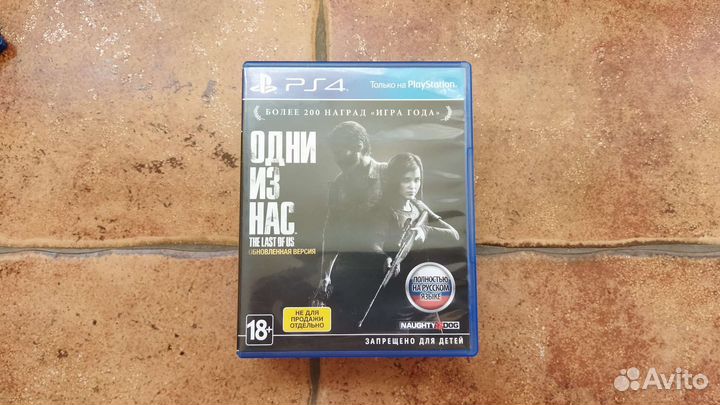 PS4
Только на PlayStation.
БОЛЕЕ 200 НАГРАД «ИГРА ГОДА»
ОДНИ
ИЗ
НАС
THE LAST OF US
ОБНОВЛЕННАЯ ВЕРСИЯ
ПОЛНОСТЬЮ
НА РУССКОМ
ЯЗЫКЕ
НЕ ДЛЯ
ПРОДАЖИ
ОТДЕЛЬНО
18+
NAUGHTY DOG
ЗАПРЕЩЕНО ДЛЯ ДЕТЕЙ
Avito